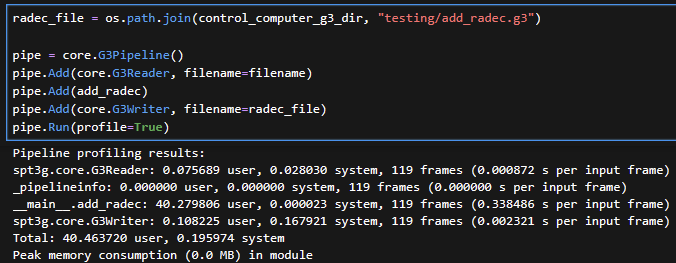 radec_file = os.path.join(control_computer_g3_dir, "testing/add_radec.g3")
pipe = core.G3Pipeline()
pipe.Add(core.G3Reader, filename=filename)
pipe.Add(add_radec)
pipe.Add(core.G3Writer, filename=radec_file)
pipe.Run(profile=True)
Pipeline profiling results:
spt3g.core.G3Reader: 0.075689 user, 0.028030 system, 119 frames (0.000872 s per input frame)
_pipelineinfo: 0.000000 user, 0.000000 system, 119 frames (0.000000 s per input frame)
__main__.add_radec: 40.279806 user, 0.000023 system, 119 frames (0.338486 s per input frame)
spt3g.core.G3Writer: 0.108225 user, 0.167921 system, 119 frames (0.002321 s per input frame)
Total: 40.463720 user, 0.195974 system
Peak memory consumption (0.0 MB) in module